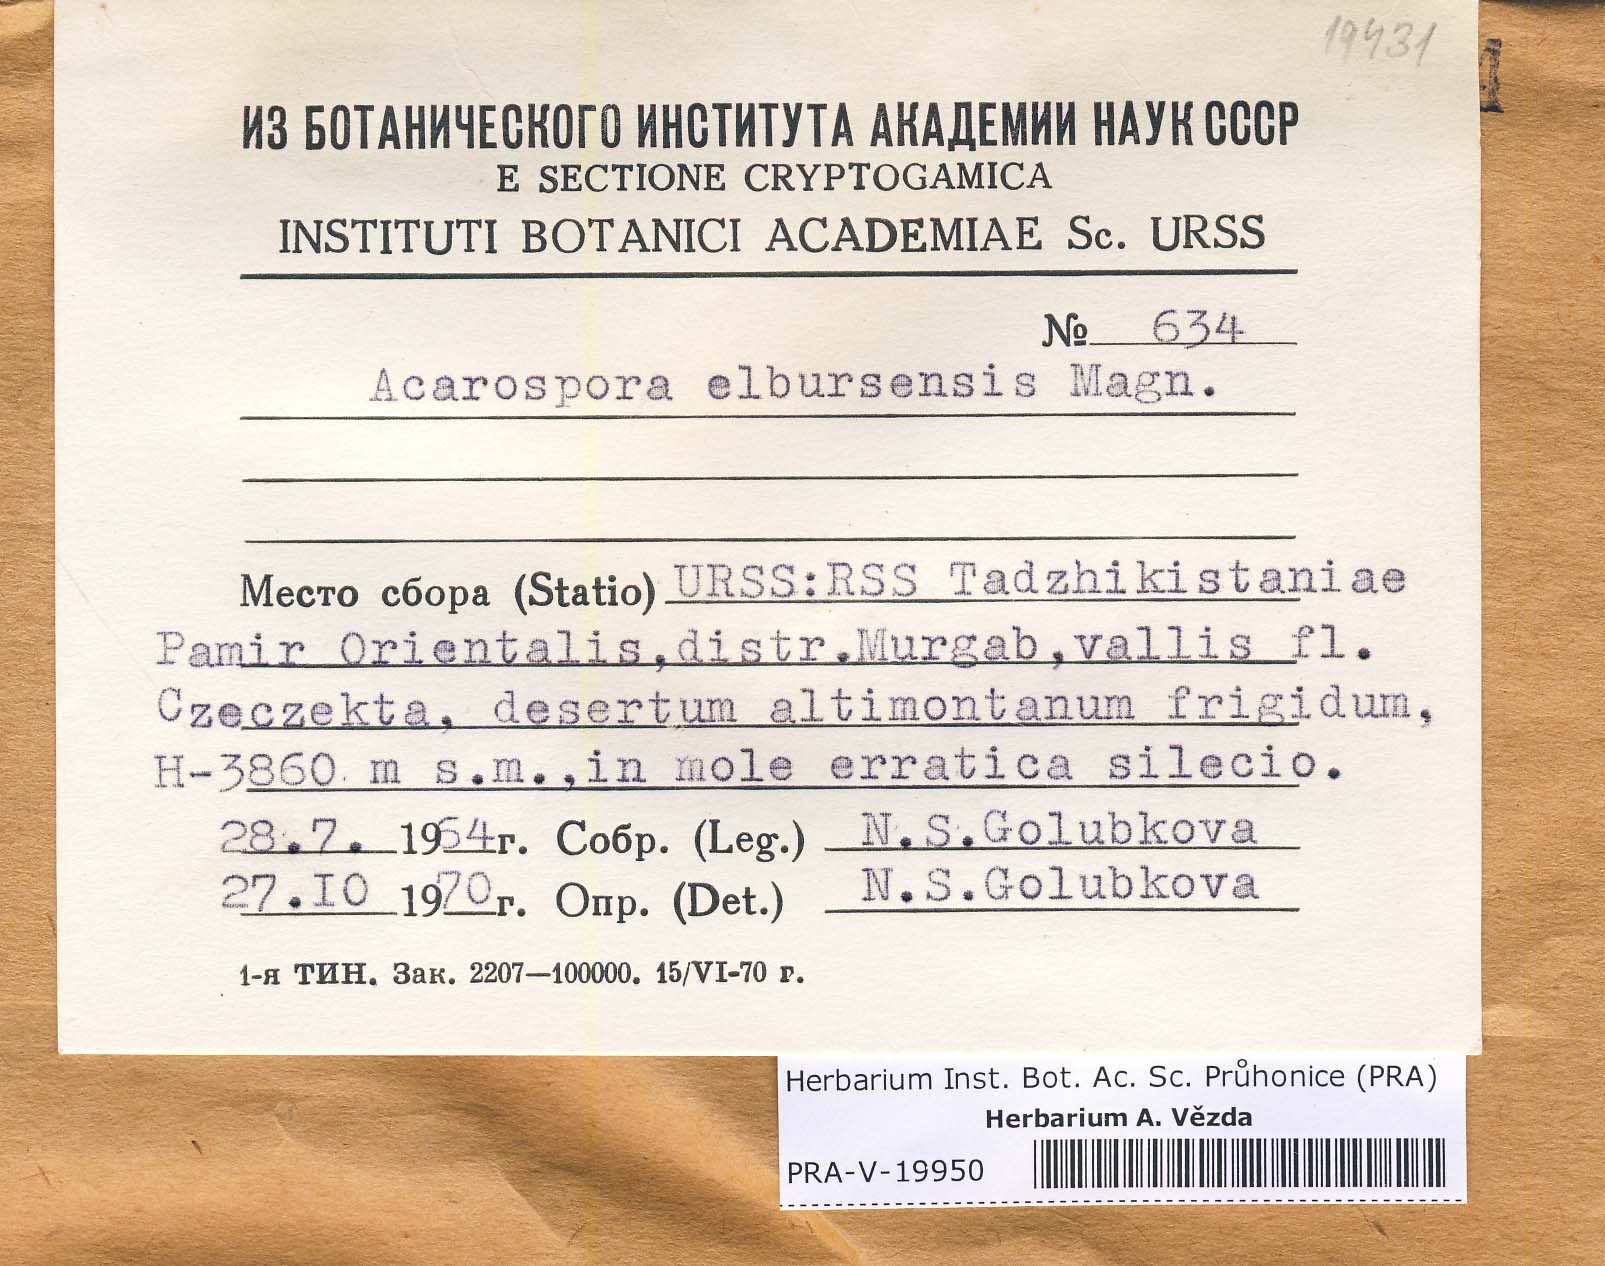 19431
ИЗ БОТАНИЧЕСКОГО ИНСТИТУТА АКАДЕМИИ НАУК СССР
E SECTIONE CRYPTOGAMICA
INSTITUTI BOTANICI ACADEMIAE Sc. URSS
№ 634
Acarospora elbursensis Magn.
Место сбора (Statio) URSS:RSS Tadzhikistaniae
Pamir Orientalis,distr.Murgab,vallis fl.
Czeczekta, desertum altimontanum frigidum,
H-3860 m s.m.,in mole erratica silecio.
28.7. 1964г. Собр. (Leg.) N.S.Golubkova
27.I0 1970г. Опр. (Det.) N.S.Golubkova
1-я ТИН. Зак. 2207—100000. 15/VI-70 г.
Herbarium Inst. Bot. Ac. Sc. Průhonice (PRA)
Herbarium A. Vězda
PRA-V-19950